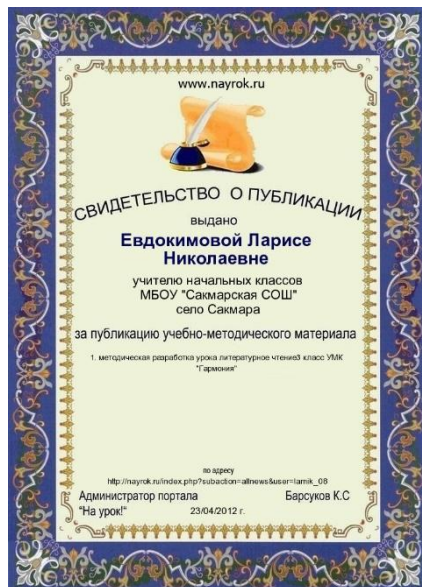 www.nayrok.ru
СВИДЕТЕЛЬСТВО О ПУБЛИКАЦИИ
выдано
Евдокимовой Ларисе
Николаевне
учителю начальных классов
МБОУ "Сакмарская СОШ"
село Сакмара
за публикацию учебно-методического материала
1. методическая разработка урока литературное чтение3 класс УМК
"Гармония"
по адресу
http://nayrok.ru/index.php?subaction=allnews&user=larnik_08
Администратор портала
"На урок!"
23/04/2012 г.
Барсуков К.С